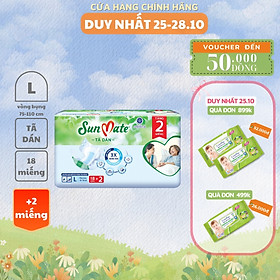 CỬA HÀNG CHÍNH HÃNG
DUY NHẤT 25-28.10
VOUCHER ĐẾN
50.000
ĐỒNG
L
vòng bụng
75-110 cm
TÃ
DÁN
18
miếng
+2
miếng
SunMate
TÃ DÁN
2
3X
L
18+2
DUY NHẤT 25.10
QUÀ ĐƠN 899K
QUÀ ĐƠN 499K